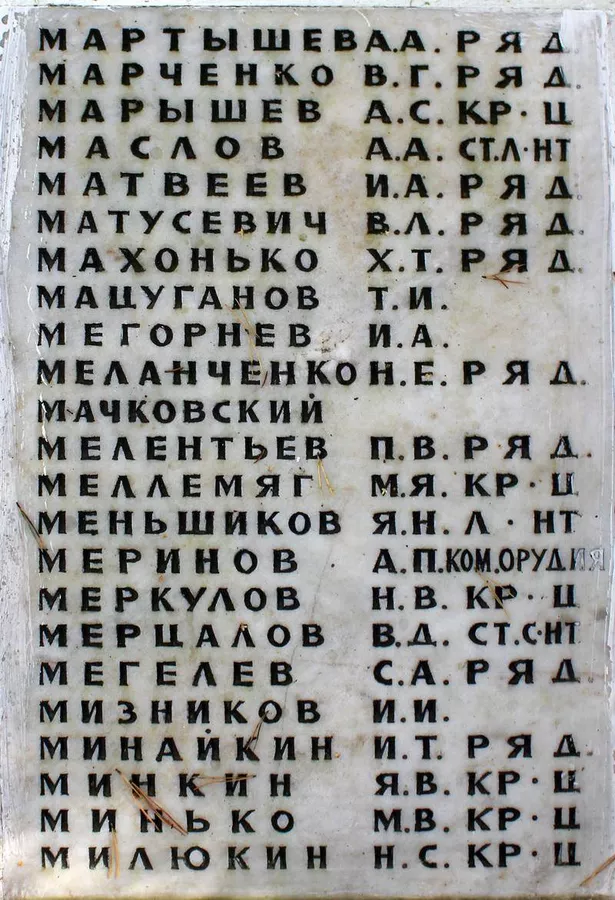 МАРТЫШЕВ А.А. РЯД.
МАРЧЕНКО В.Г. РЯД.
МАРЫШЕВ А.С. КР-Ц
МАСЛОВ А.А. СТ.Л-НТ
МАТВЕЕВ И.А. РЯД.
МАТУСЕВИЧ В.Л. РЯД.
МАХОНЬКО Х.Т. РЯД.
МАЦУГАНОВ Т.И.
МЕГОРНЕВ И.А.
МЕЛАНЧЕНКО Н.Е. РЯД.
МАЧКОВСКИЙ
МЕЛЕНТЬЕВ П.В. РЯД.
МЕЛЛЕМЯГ М.Я. КР-Ц
МЕНЬШИКОВ Я.Н. Л-НТ
МЕРИНОВ А.П. КОМ.ОРУДИЯ
МЕРКУЛОВ Н.В. КР-Ц
МЕРЦАЛОВ В.Д. СТ.С-НТ
МЕГЕЛЕВ С.А. РЯД
МИЗНИКОВ И.И.
МИНАЙКИН И.Т. РЯД.
МИНКИН Я.В. КР-Ц
МИНЬКО М.В. КР-Ц
МИЛЮКИН Н.С. КР-Ц